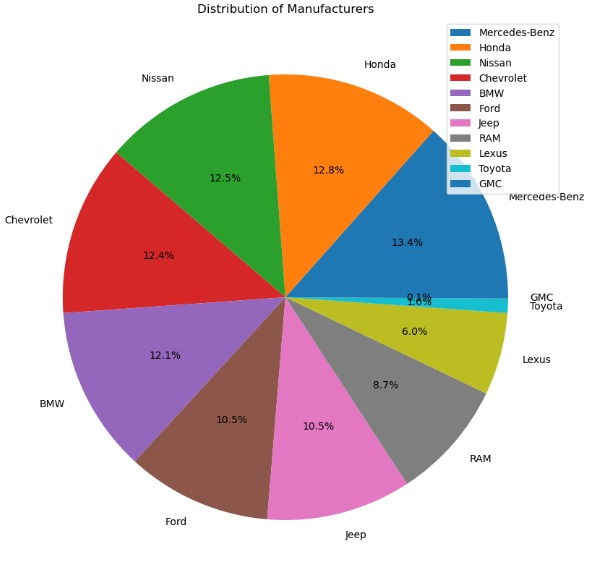 Distribution of Manufacturers
Mercedes-Benz
Honda
Nissan
Chevrolet
BMW
Ford
Jeep
RAM
Lexus
Toyota
GMC
Honda
Nissan
Mercedes-Benz
12.8%
12.5%
Chevrolet
13.4%
12.4%
GMC
0.1%
1.0%
Toyota
6.0%
12.1%
Lexus
8.7%
BMW
10.5%
10.5%
RAM
Ford
Jeep